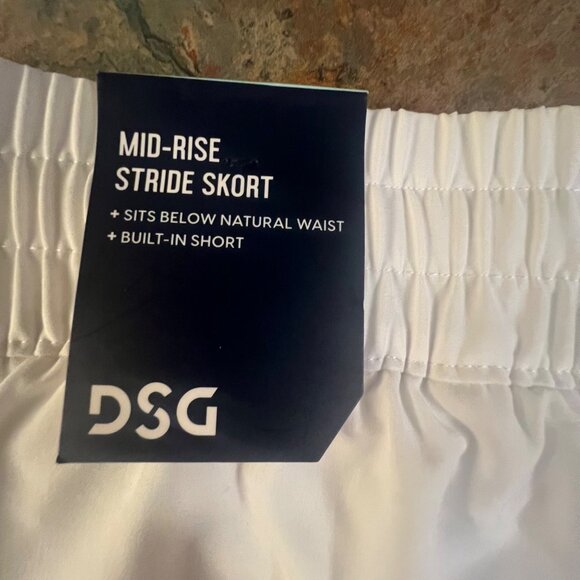 MID-RISE
STRIDE SKORT
+ SITS BELOW NATURAL WAIST
+ BUILT-IN SHORT
DSG